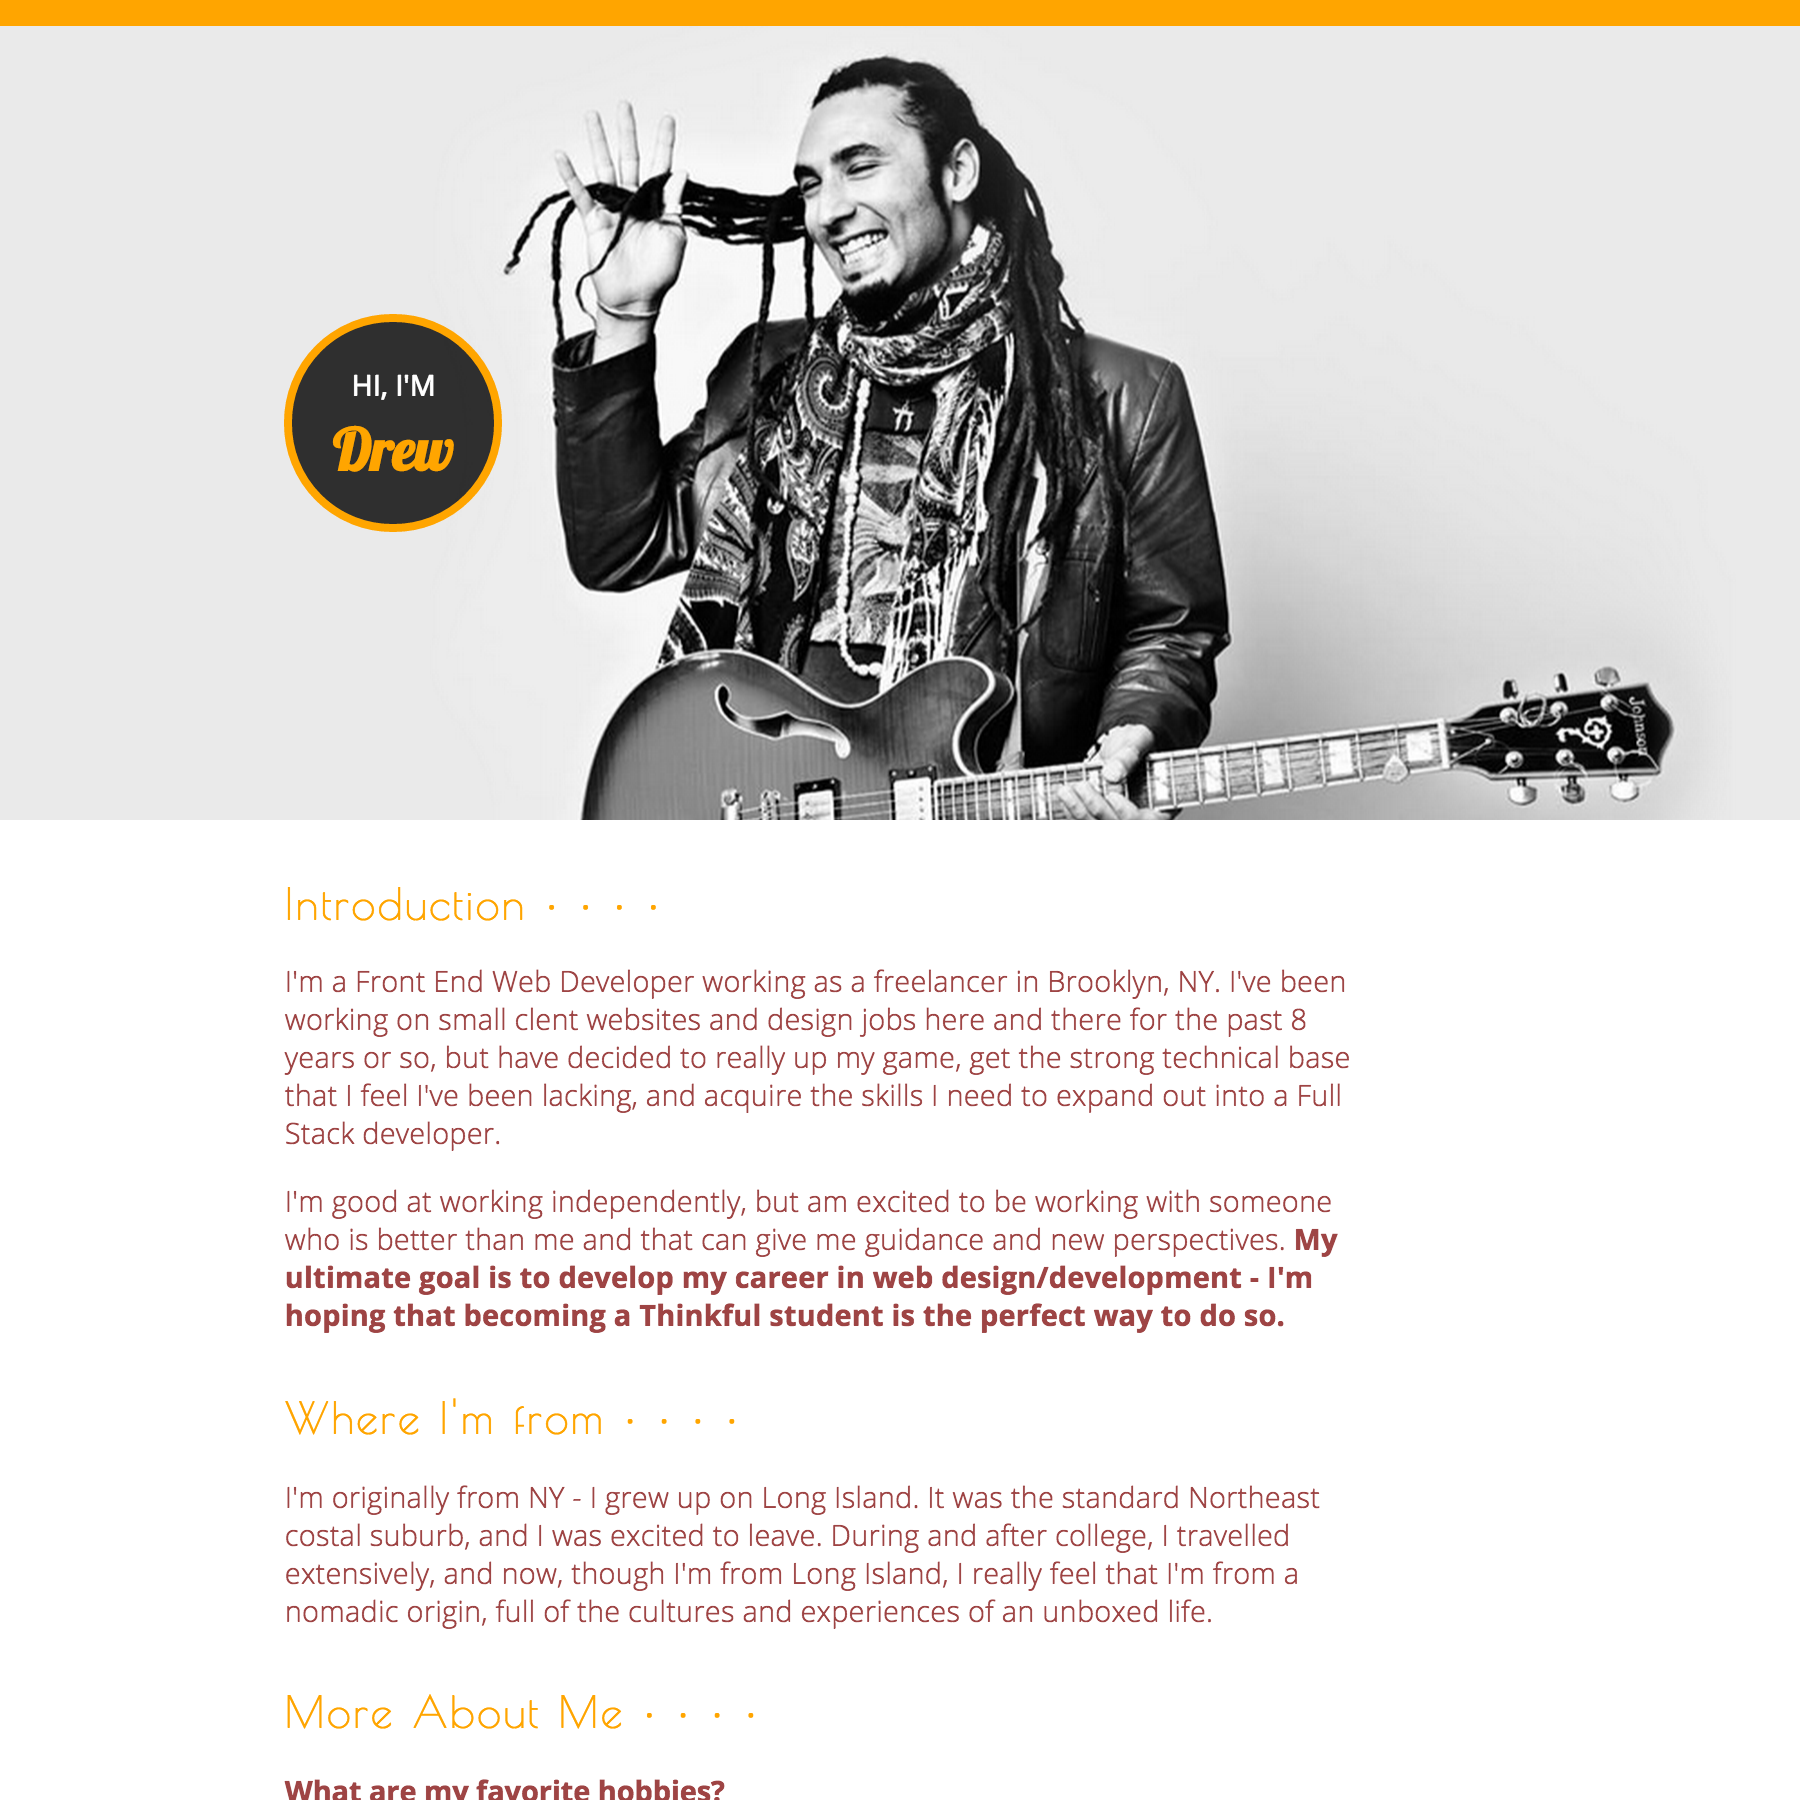 HI, I'M
Drew
Johnson
Introduction · · · ·
I'm a Front End Web Developer working as a freelancer in Brooklyn, NY. I've been
working on small clent websites and design jobs here and there for the past 8
years or so, but have decided to really up my game, get the strong technical base
that I feel I've been lacking, and acquire the skills I need to expand out into a Full
Stack developer.
I'm good at working independently, but am excited to be working with someone
who is better than me and that can give me guidance and new perspectives. My
ultimate goal is to develop my career in web design/development - I'm
hoping that becoming a Thinkful student is the perfect way to do so.
Where I'm from · · · ·
I'm originally from NY - I grew up on Long Island. It was the standard Northeast
costal suburb, and I was excited to leave. During and after college, I travelled
extensively, and now, though I'm from Long Island, I really feel that I'm from a
nomadic origin, full of the cultures and experiences of an unboxed life.
More About Me · · · ·
What are my favorite hobbies?